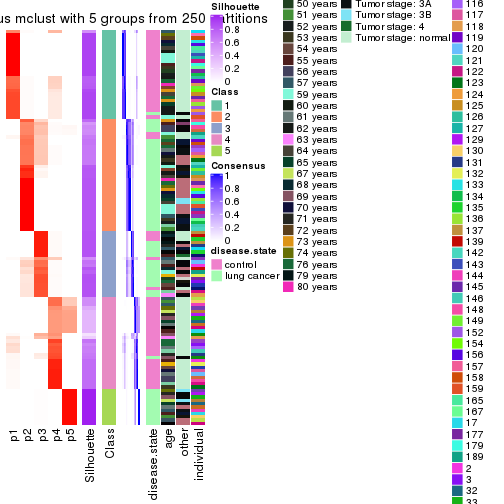 us mclust with 5 groups from 250 partitions
p1
p2
p3
p4
p5
Silhouette
Class
disease.state
age
other
individual
Silhouette
1
0.8
0.6
0.4
0.2
0
Class
1
2
3
4
5
Consensus
1
0.8
0.6
0.4
0.2
0
disease.state
control
lung cancer
50 years
51 years
52 years
53 years
54 years
55 years
56 years
57 years
59 years
60 years
61 years
62 years
63 years
64 years
65 years
67 years
68 years
69 years
70 years
71 years
72 years
73 years
74 years
76 years
79 years
80 years
Tumor stage: 3A
Tumor stage: 3B
Tumor stage: 4
Tumor stage: normal
116
117
118
119
120
121
122
123
124
125
126
127
129
130
131
132
133
134
135
136
137
139
142
143
144
145
146
148
149
152
154
156
157
158
159
165
167
17
177
179
189
2
3
32
33